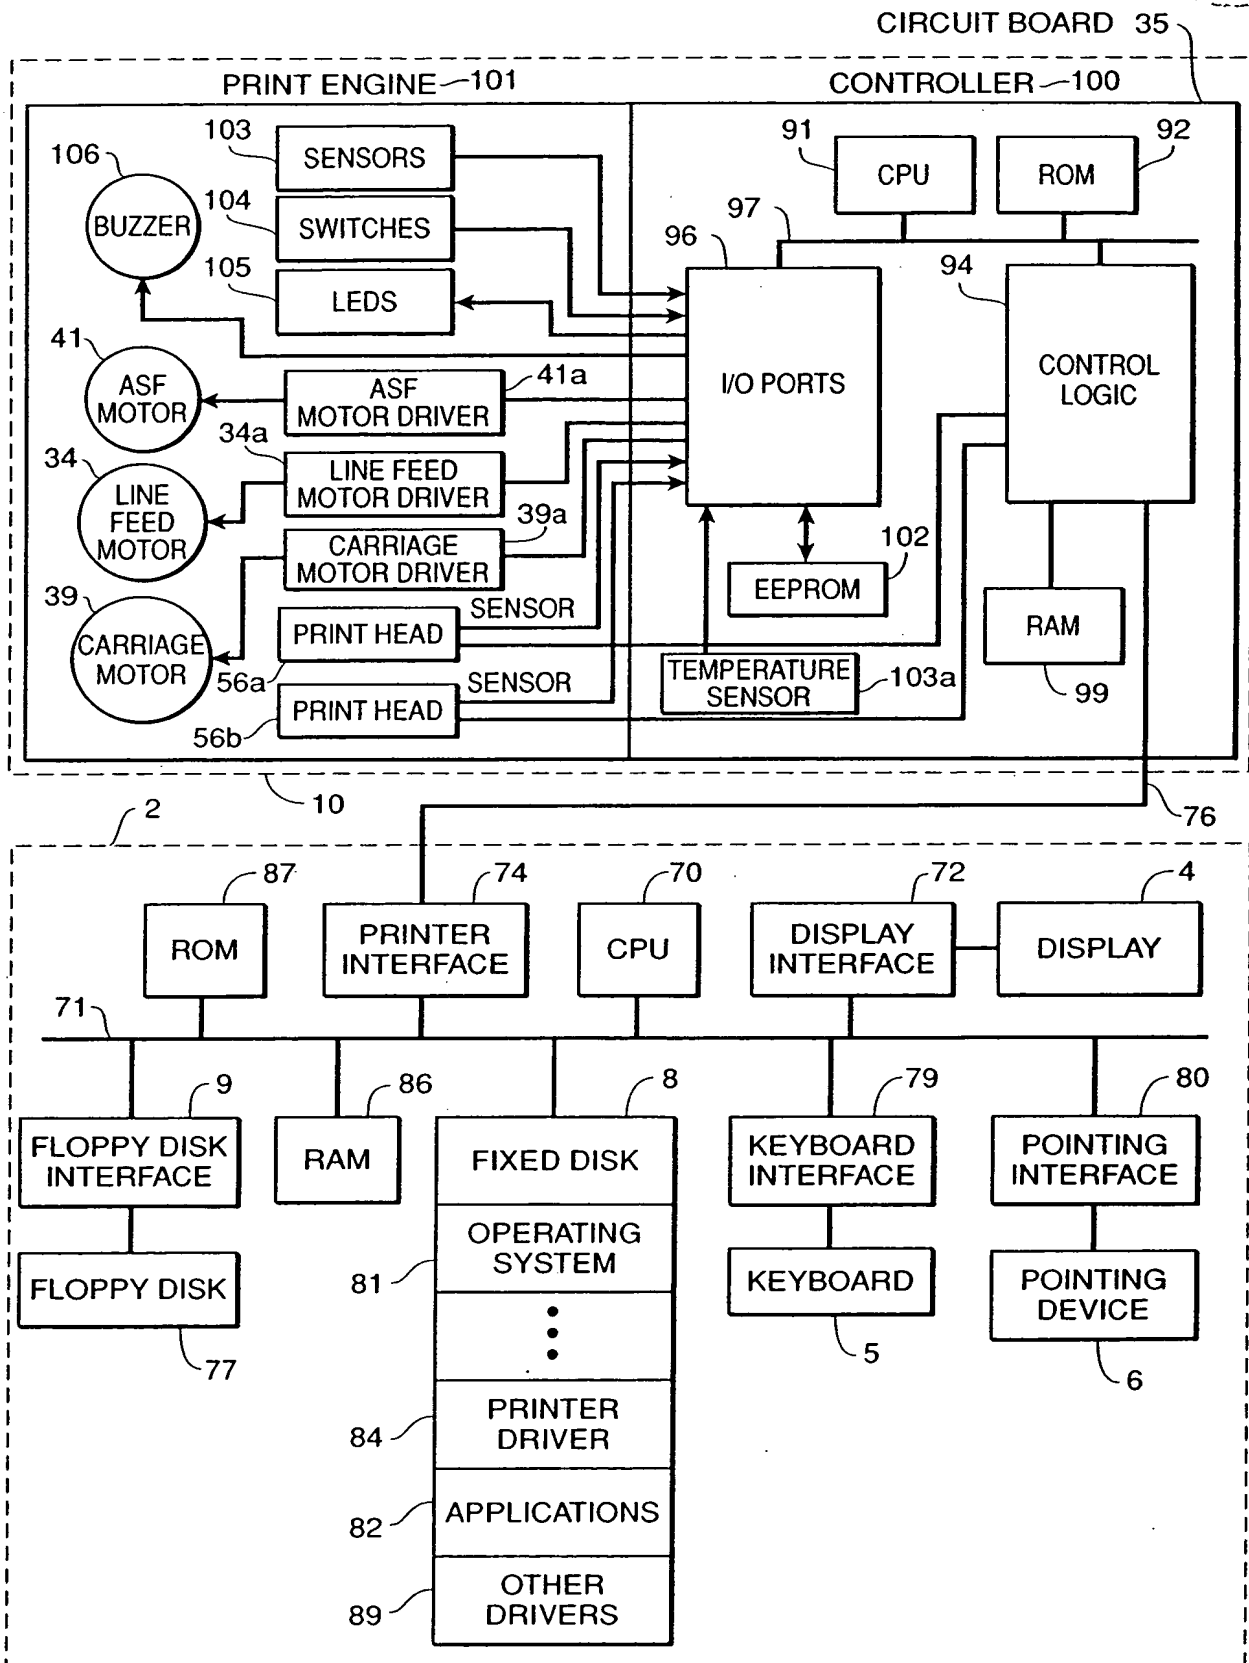 CIRCUIT BOARD 35
PRINT ENGINE 101
CONTROLLER 100
103
SENSORS
106
BUZZER
104
SWITCHES
105
LEDS
91
CPU
92
ROM
97
96
I/O PORTS
94
CONTROL
LOGIC
41
ASF
MOTOR
ASF
MOTOR DRIVER
41a
34
LINE
FEED
MOTOR
34a
LINE FEED
MOTOR DRIVER
39a
CARRIAGE
MOTOR DRIVER
39
CARRIAGE
MOTOR
PRINT HEAD
SENSOR
56a
PRINT HEAD
SENSOR
56b
102
EEPROM
TEMPERATURE
SENSOR
103a
RAM
99
10
76
2
87
ROM
74
PRINTER
INTERFACE
70
CPU
72
DISPLAY
INTERFACE
4
DISPLAY
71
9
FLOPPY DISK
INTERFACE
86
RAM
8
FIXED DISK
79
KEYBOARD
INTERFACE
80
POINTING
INTERFACE
FLOPPY DISK
77
OPERATING
SYSTEM
81
KEYBOARD
5
POINTING
DEVICE
6
PRINTER
DRIVER
84
APPLICATIONS
82
OTHER
DRIVERS
89